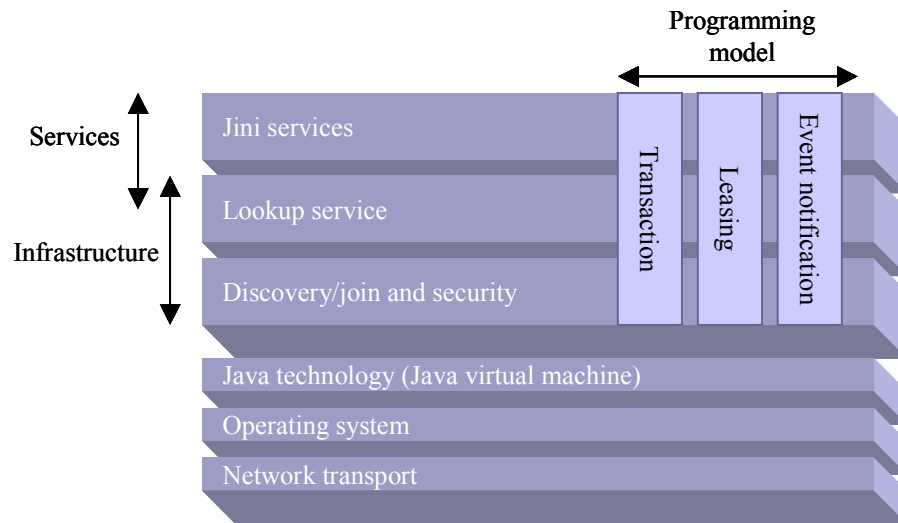 Programming
model
Services
Infrastructure
Jini services
Lookup service
Discovery/join and security
Transaction
Leasing
Event notification
Java technology (Java virtual machine)
Operating system
Network transport